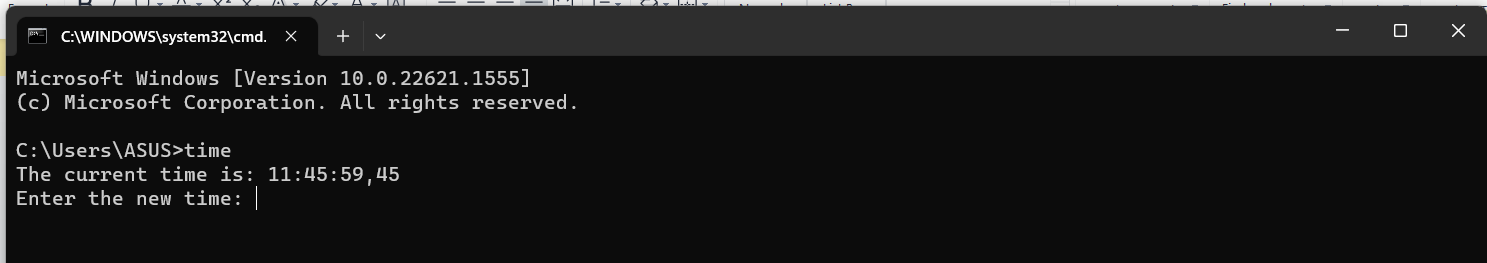 C:\WINDOWS\system32\cmd.
Microsoft Windows [Version 10.0.22621.1555]
(c) Microsoft Corporation. All rights reserved.
C:\Users\ASUS>time
The current time is: 11:45:59,45
Enter the new time: